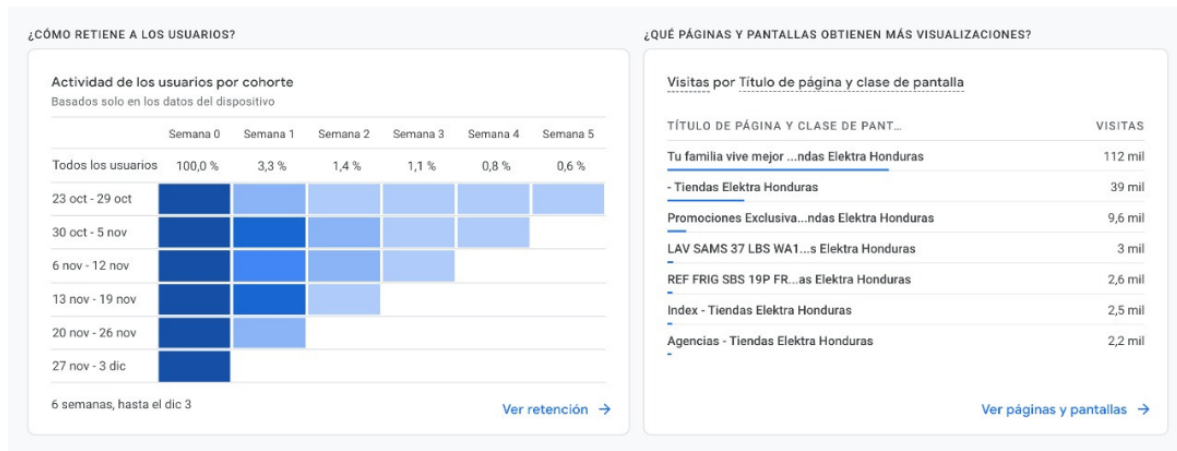 ¿CÓMO RETIENE A LOS USUARIOS?
Actividad de los usuarios por cohorte
Basados solo en los datos del dispositivo
Semana 0 Semana 1 Semana 2 Semana 3 Semana 4 Semana 5
Todos los usuarios 100,0 % 3,3 % 1,4 % 1,1 % 0,8 % 0,6 %
23 oct - 29 oct
30 oct - 5 nov
6 nov - 12 nov
13 nov - 19 nov
20 nov - 26 nov
27 nov - 3 dic
6 semanas, hasta el dic 3
Ver retención →
¿QUÉ PÁGINAS Y PANTALLAS OBTIENEN MÁS VISUALIZACIONES?
Visitas por Título de página y clase de pantalla
TÍTULO DE PÁGINA Y CLASE DE PANT... VISITAS
Tu familia vive mejor ...ndas Elektra Honduras 112 mil
- Tiendas Elektra Honduras 39 mil
Promociones Exclusiva...ndas Elektra Honduras 9,6 mil
LAV SAMS 37 LBS WA1...s Elektra Honduras 3 mil
REF FRIG SBS 19P FR...as Elektra Honduras 2,6 mil
Index - Tiendas Elektra Honduras 2,5 mil
Agencias - Tiendas Elektra Honduras 2,2 mil
Ver páginas y pantallas →